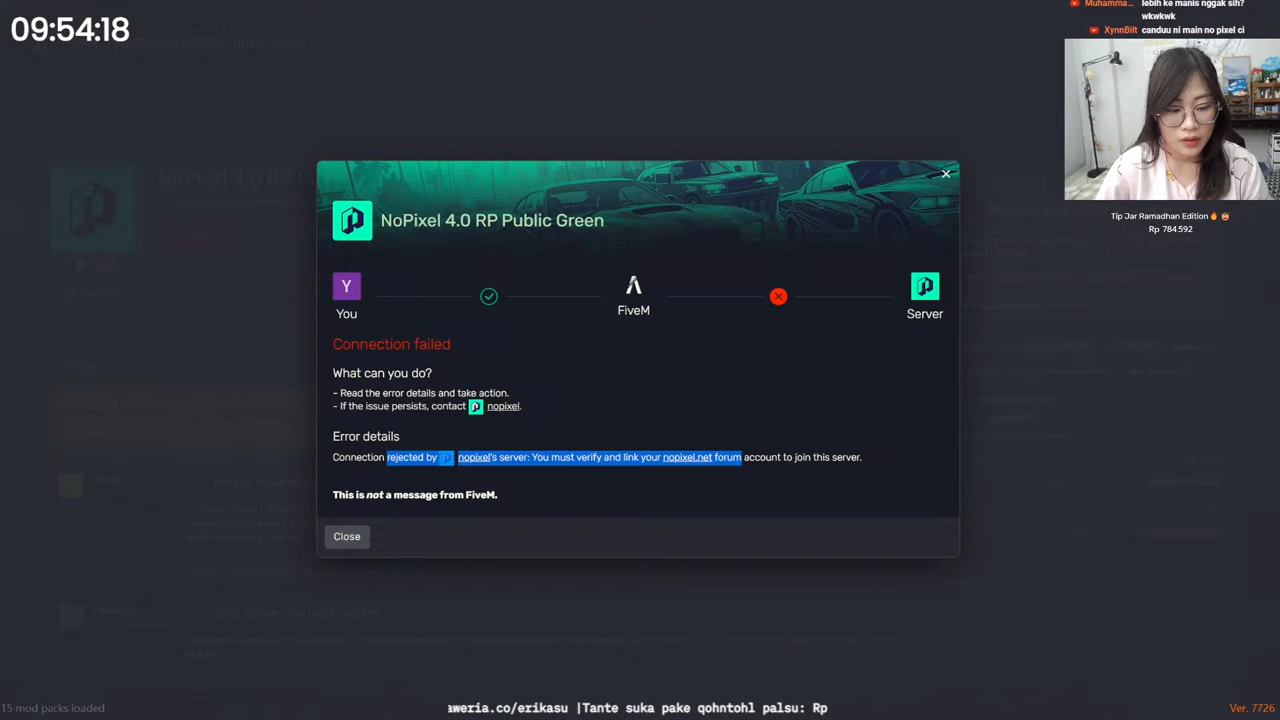 09:54:18
Muhamma... lebih ke manis nggak sih?
wkwkwk
XynnBilt canduu ni main no pixel ci
Tip Jar Ramadhan Edition
Rp 784.592
NoPixel 4.0 RP Public Green
Y
You
FiveM
Server
Connection failed
What can you do?
- Read the error details and take action.
- If the issue persists, contact nopixel.
Error details
Connection rejected by nopixel's server: You must verify and link your nopixel.net forum account to join this server.
This is not a message from FiveM.
Close
15 mod packs loaded
aweria.co/erikasu |Tante suka pake qohntohl palsu: Rp
Ver. 7726